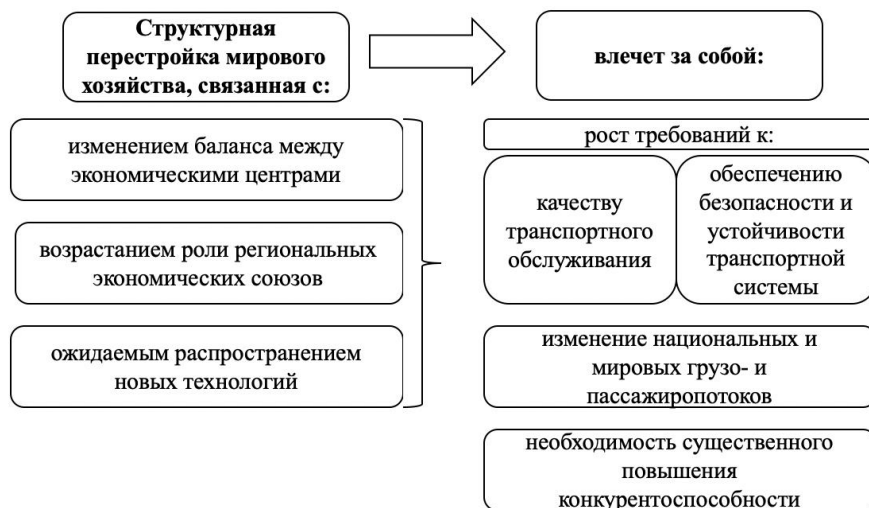 Структурная
перестройка мирового
хозяйства, связанная с:
влечет за собой:
изменением баланса между
экономическими центрами
возрастанием роли региональных
экономических союзов
ожидаемым распространением
новых технологий
рост требований к:
качеству
транспортного
обслуживания
обеспечению
безопасности и
устойчивости
транспортной
системы
изменение национальных и
мировых грузо- и
пассажиропотоков
необходимость существенного
повышения
конкурентоспособности